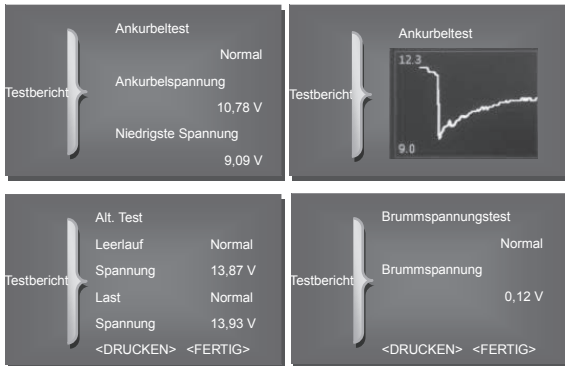 Testbericht
Ankurbeltest
Normal
Ankurbelspannung
10,78 V
Niedrigste Spannung
9,09 V
Testbericht
Ankurbeltest
12.3
9.0
Testbericht
Alt. Test
Leerlauf Normal
Spannung 13,87 V
Last Normal
Spannung 13,93 V
<DRUCKEN> <FERTIG>
Testbericht
Brummspannungstest
Normal
Brummspannung
0,12 V
<DRUCKEN> <FERTIG>